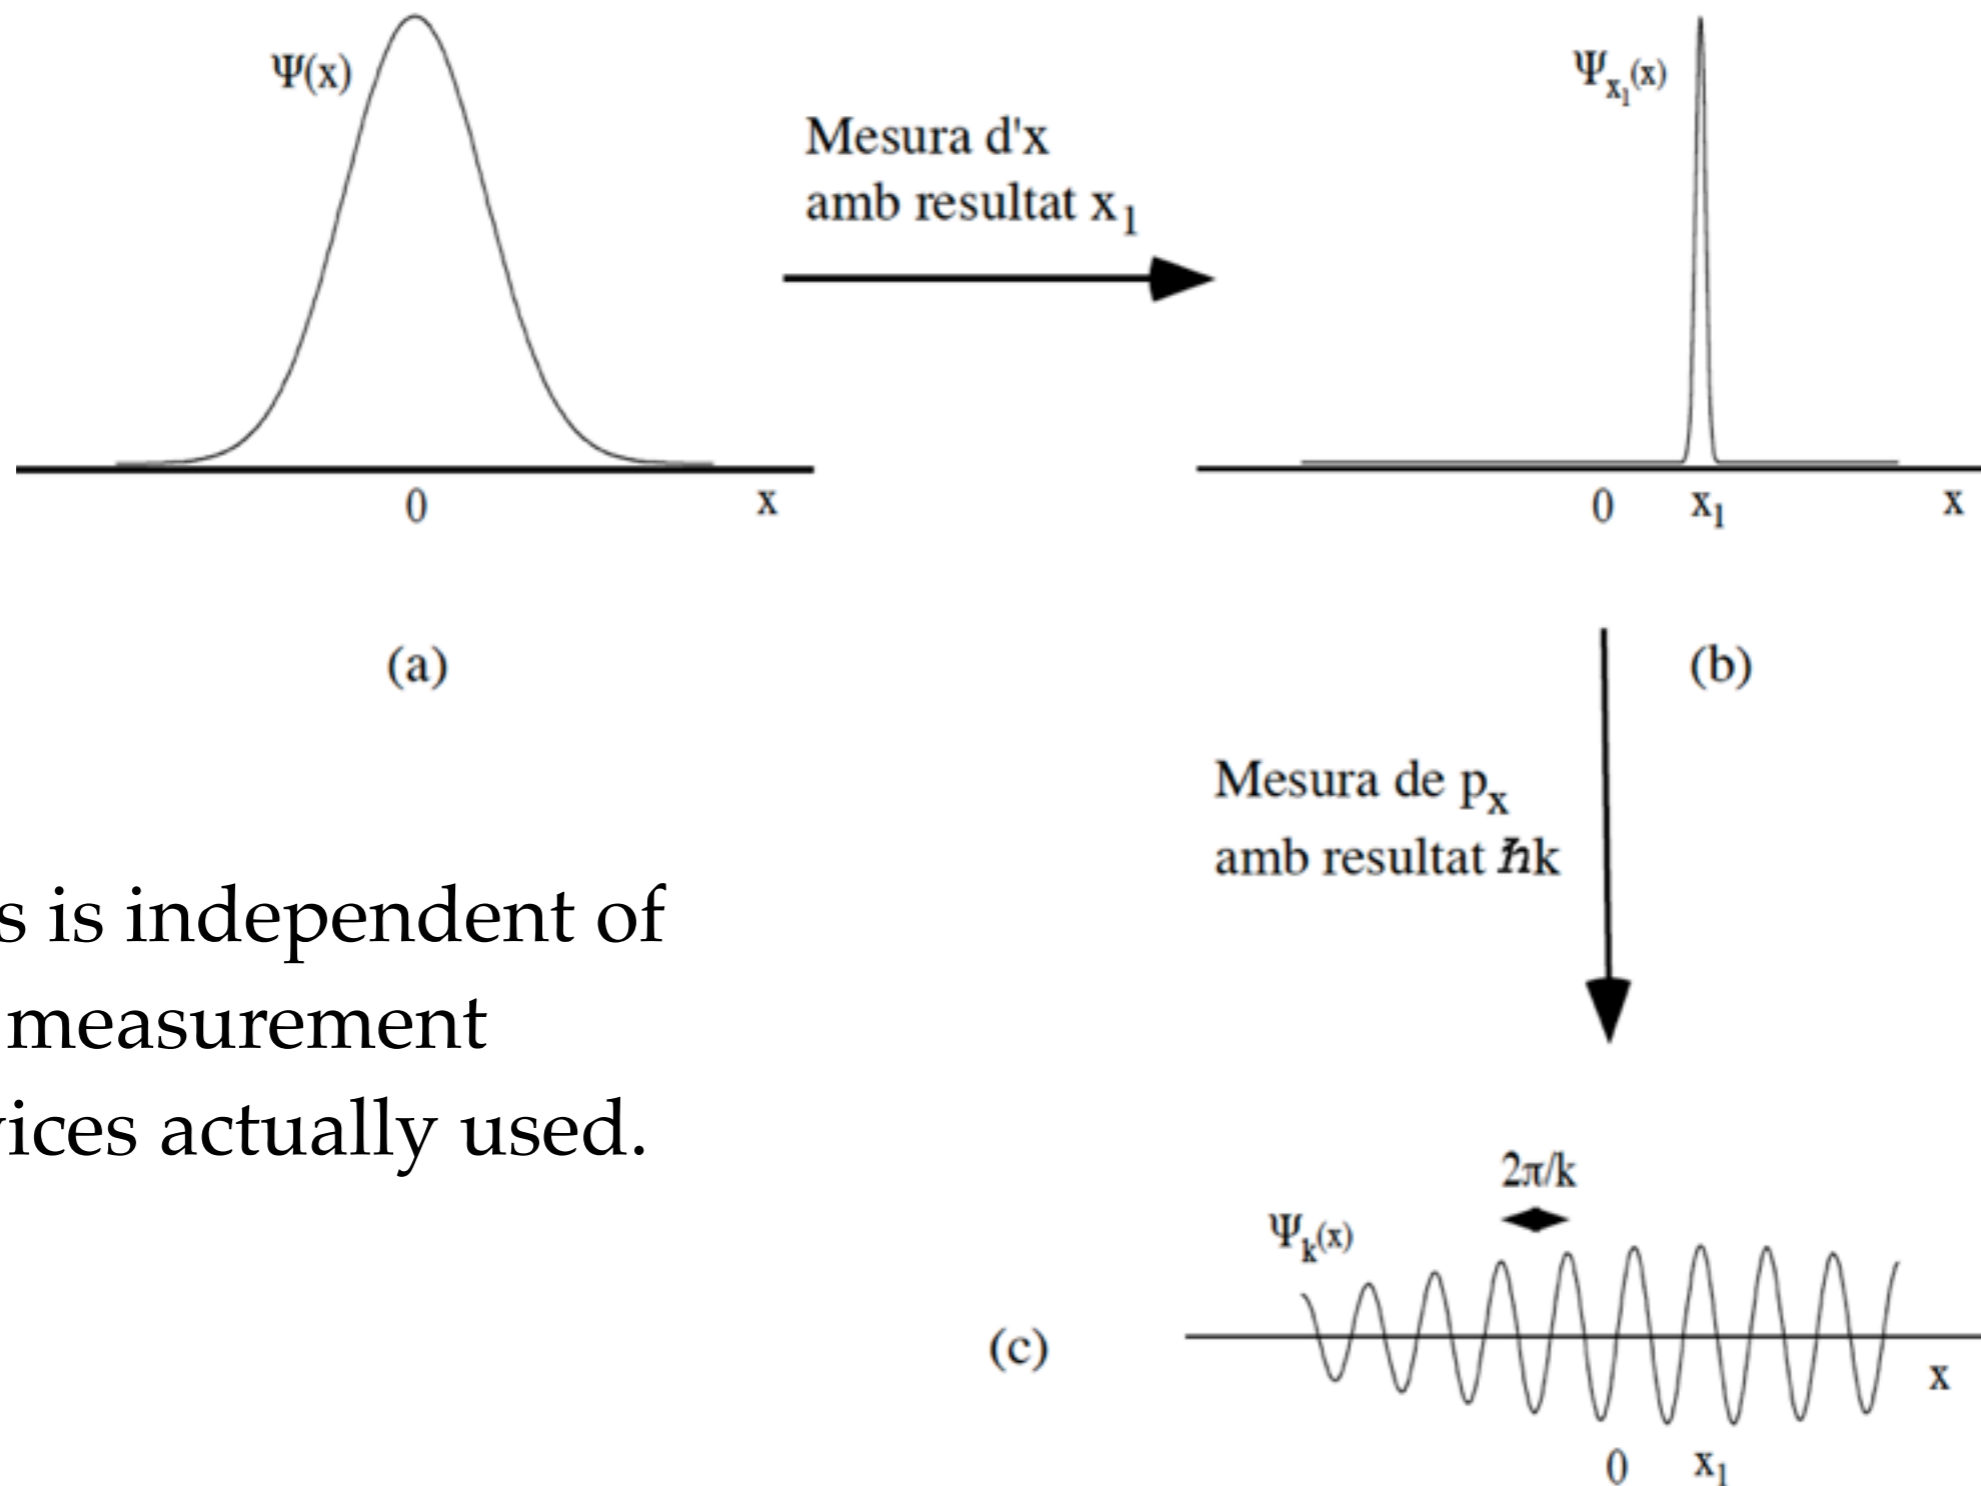 Ψ(x)
Mesura d'x
amb resultat x₁
Ψₓ₁(x)
0 x
0 x₁ x
(a)
(b)
Mesura de pₓ
amb resultat ℏk
s is independent of
measurement
vices actually used.
2π/k
Ψₖ(x)
(c)
x
0 x₁